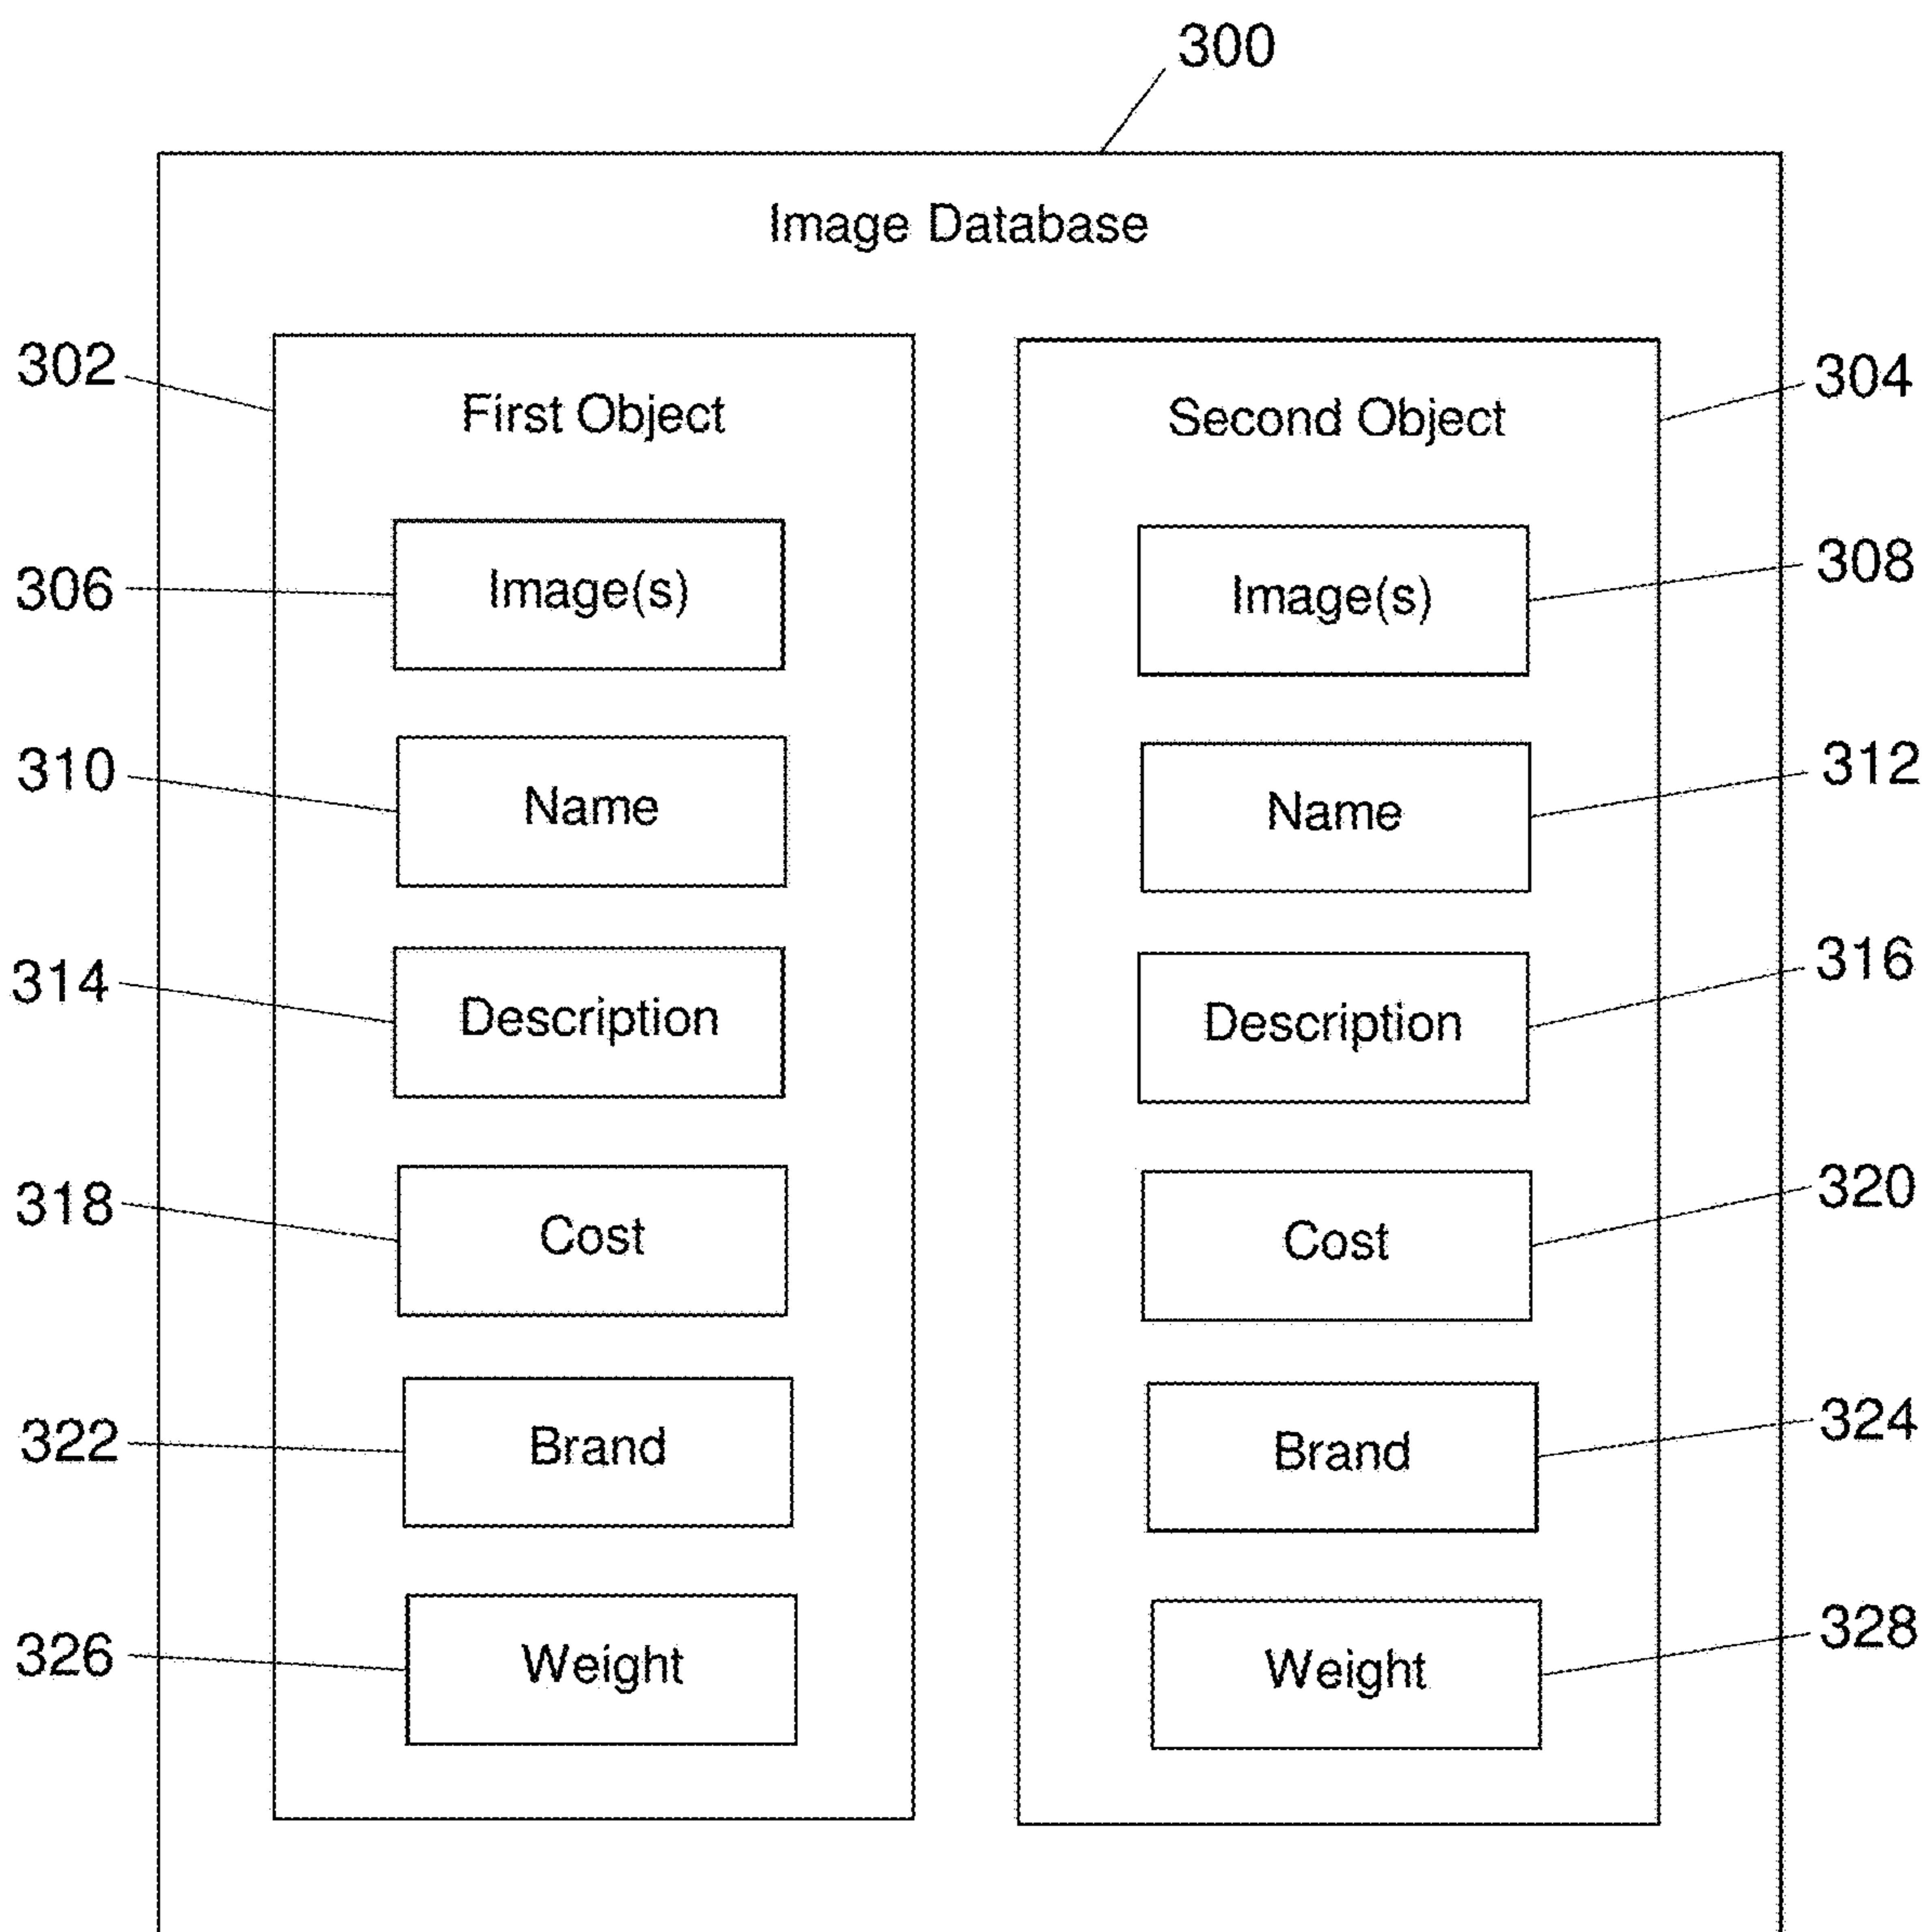 300
Image Database
302
First Object
Second Object
304
306
Image(s)
Image(s)
308
310
Name
Name
312
314
Description
Description
316
318
Cost
Cost
320
322
Brand
Brand
324
326
Weight
Weight
328